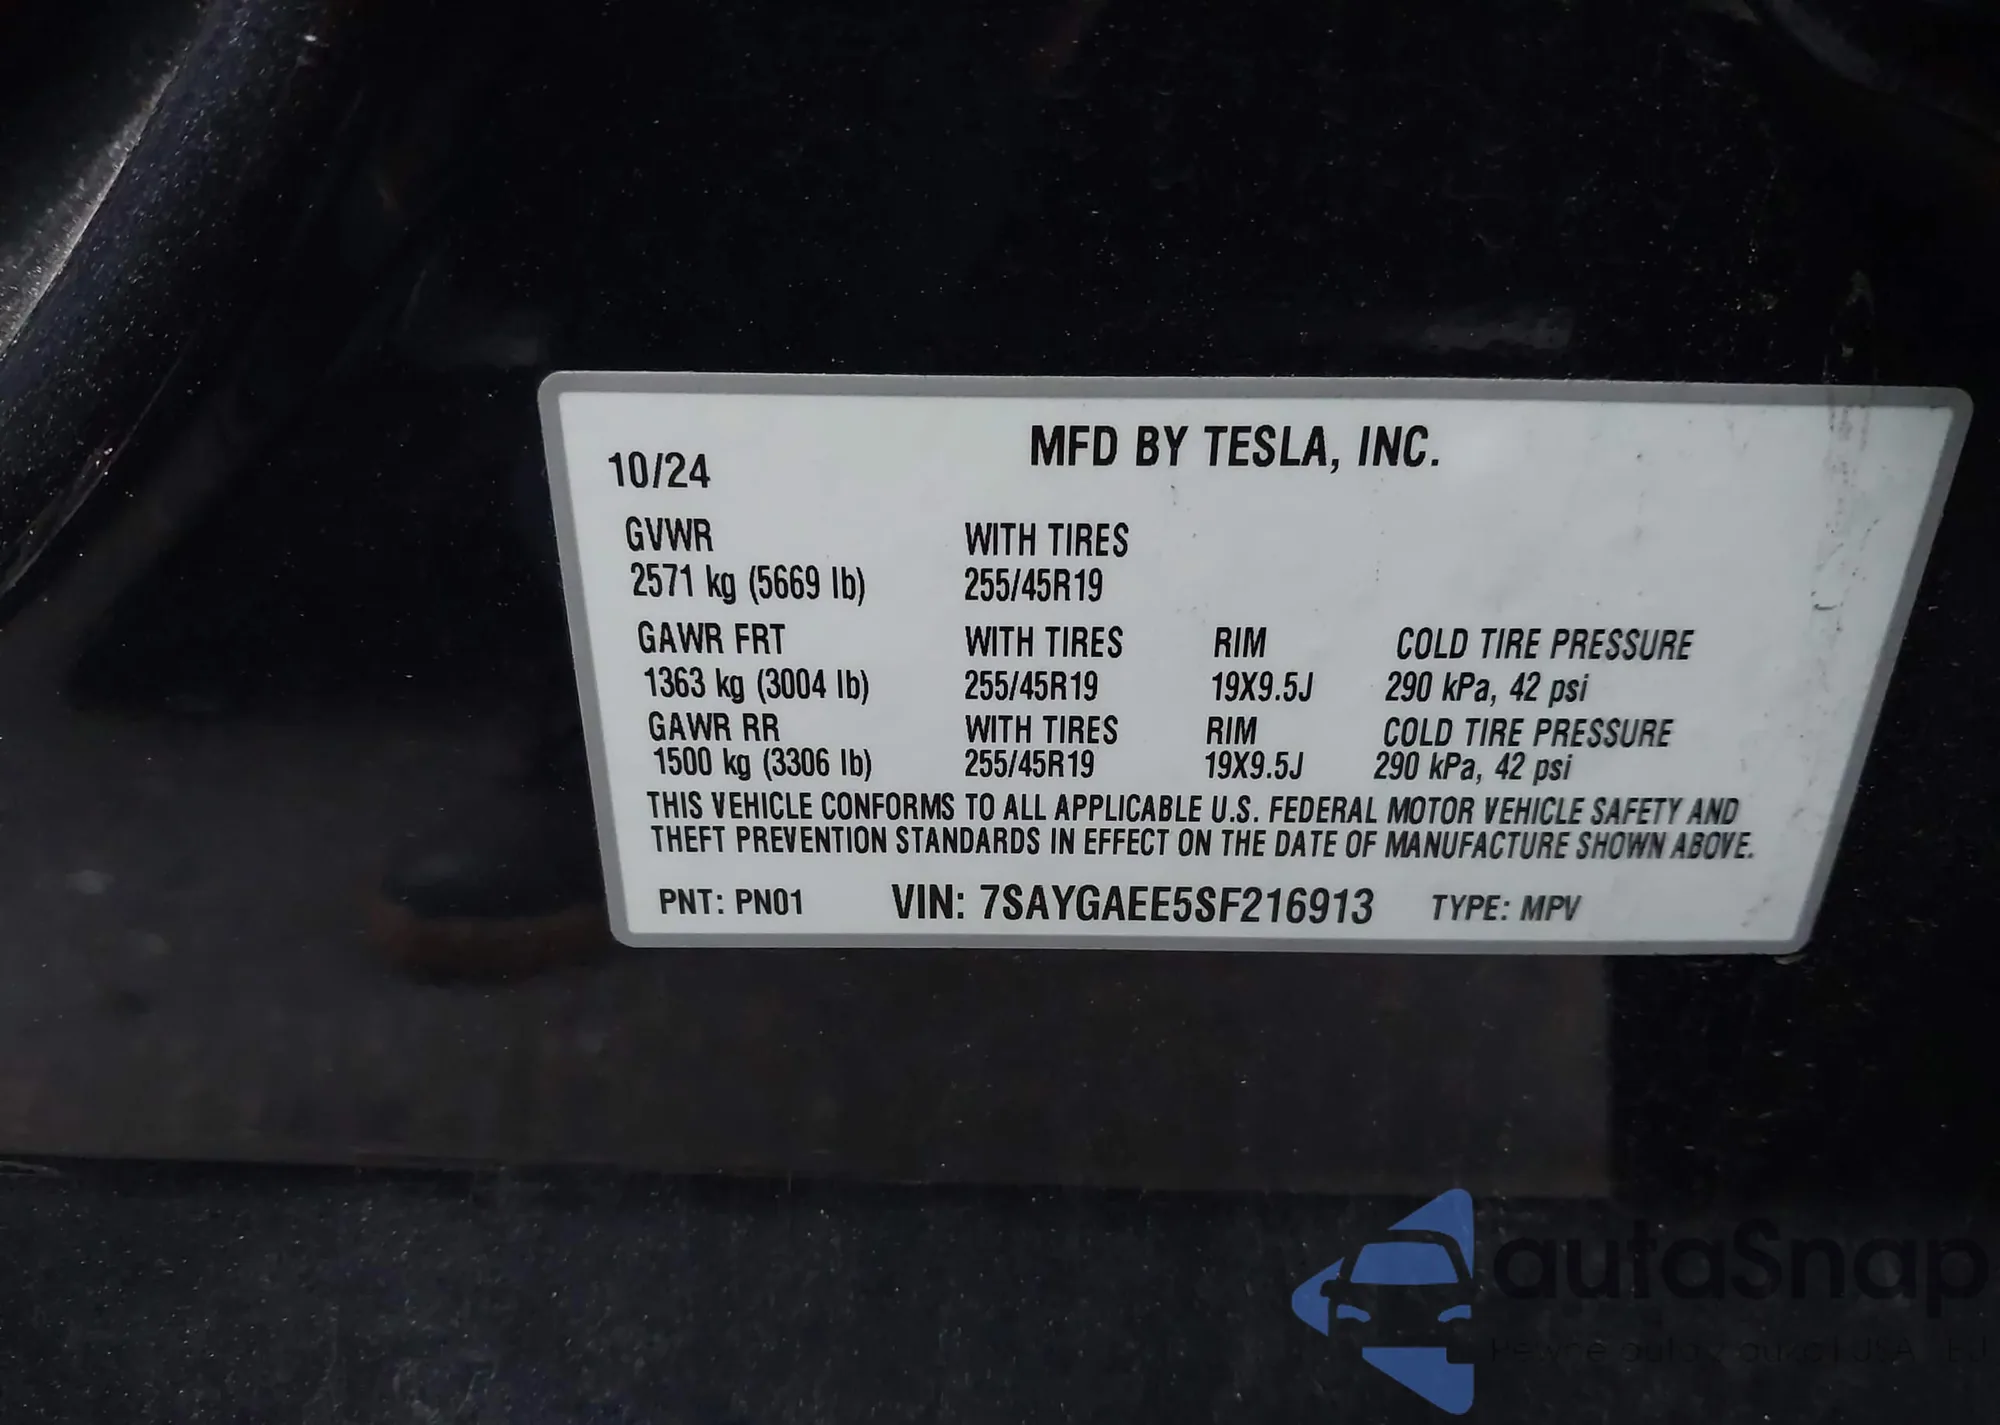 10/24 MFD BY TESLA, INC.
GVWR WITH TIRES
2571 kg (5669 lb) 255/45R19
GAWR FRT WITH TIRES RIM COLD TIRE PRESSURE
1363 kg (3004 lb) 255/45R19 19X9.5J 290 kPa, 42 psi
GAWR RR WITH TIRES RIM COLD TIRE PRESSURE
1500 kg (3306 lb) 255/45R19 19X9.5J 290 kPa, 42 psi
THIS VEHICLE CONFORMS TO ALL APPLICABLE U.S. FEDERAL MOTOR VEHICLE SAFETY AND
THEFT PREVENTION STANDARDS IN EFFECT ON THE DATE OF MANUFACTURE SHOWN ABOVE.
PNT: PN01 VIN: 7SAYGAEE5SF216913 TYPE: MPV
autaSnap
auta z